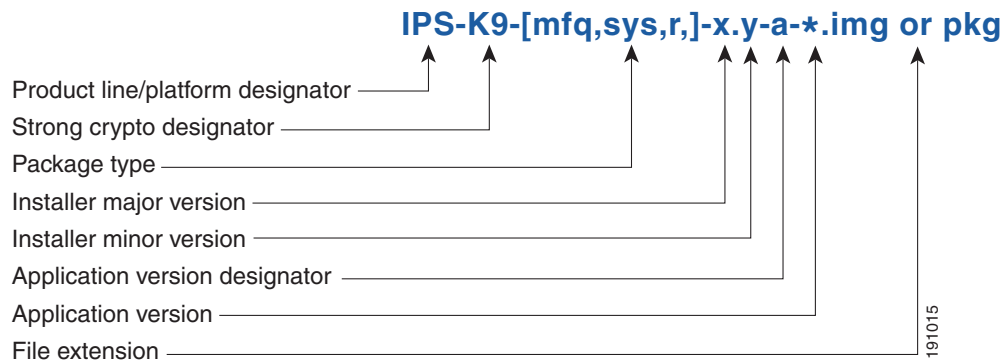 IPS-K9-[mfq,sys,r,]-x.y-a-*.img or pkg
Product line/platform designator
Strong crypto designator
Package type
Installer major version
Installer minor version
Application version designator
Application version
File extension
191015